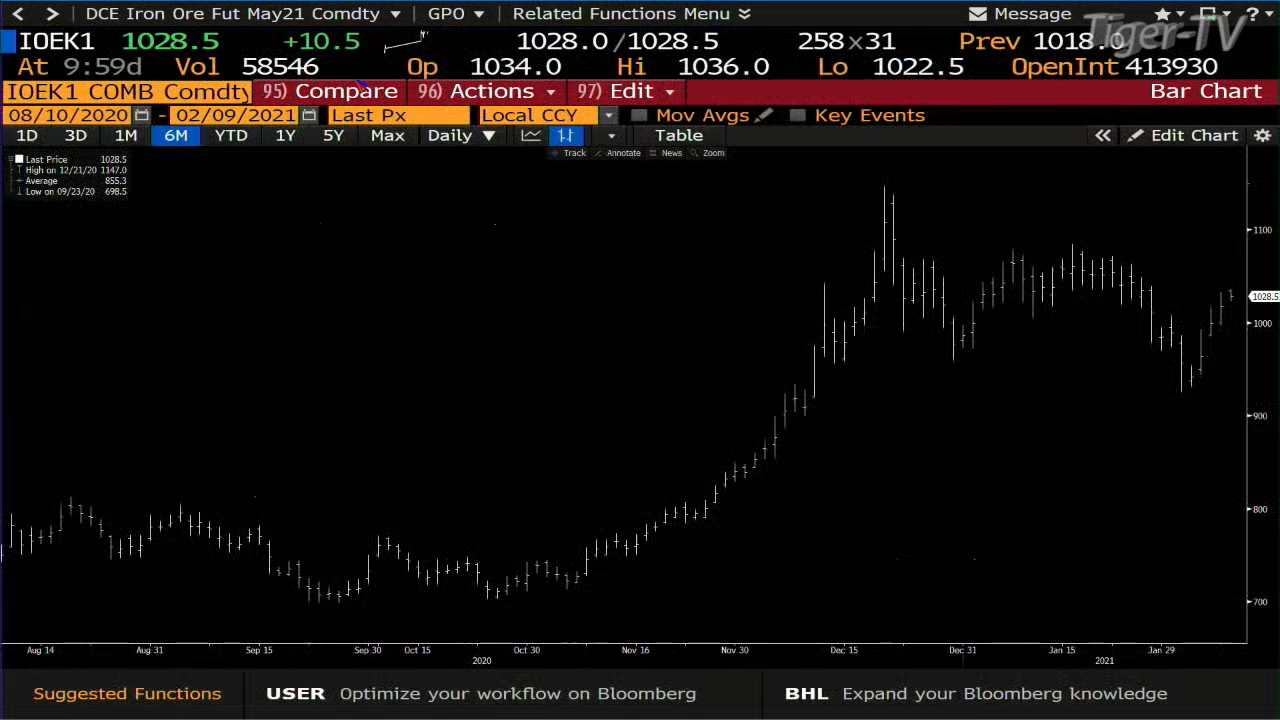 DCE Iron Ore Fut May21 Comdty GPO Related Functions Menu Message ?
Tiger-TV
IOEK1 1028.5 +10.5 1028.0/1028.5 258x31 Prev 1018.0
At 9:59d Vol 58546 Op 1034.0 Hi 1036.0 Lo 1022.5 OpenInt 413930
IOEK1 COMB Comdty 95) Compare 96) Actions 97) Edit Bar Chart
08/10/2020 - 02/09/2021 Last Px Local CCY Mov Avgs Key Events
1D 3D 1M 6M YTD 1Y 5Y Max Daily Table Edit Chart
Track Annotate News Zoom
Last Price 1028.5
High on 12/21/20 1147.0
Average 855.3
Low on 09/23/20 698.5
1100
1028.5
1000
900
800
700
Aug 14 Aug 31 Sep 15 Sep 30 Oct 15 Oct 30 Nov 16 Nov 30 Dec 15 Dec 31 Jan 15 Jan 29
2020 2021
Suggested Functions USER Optimize your workflow on Bloomberg BHL Expand your Bloomberg knowledge